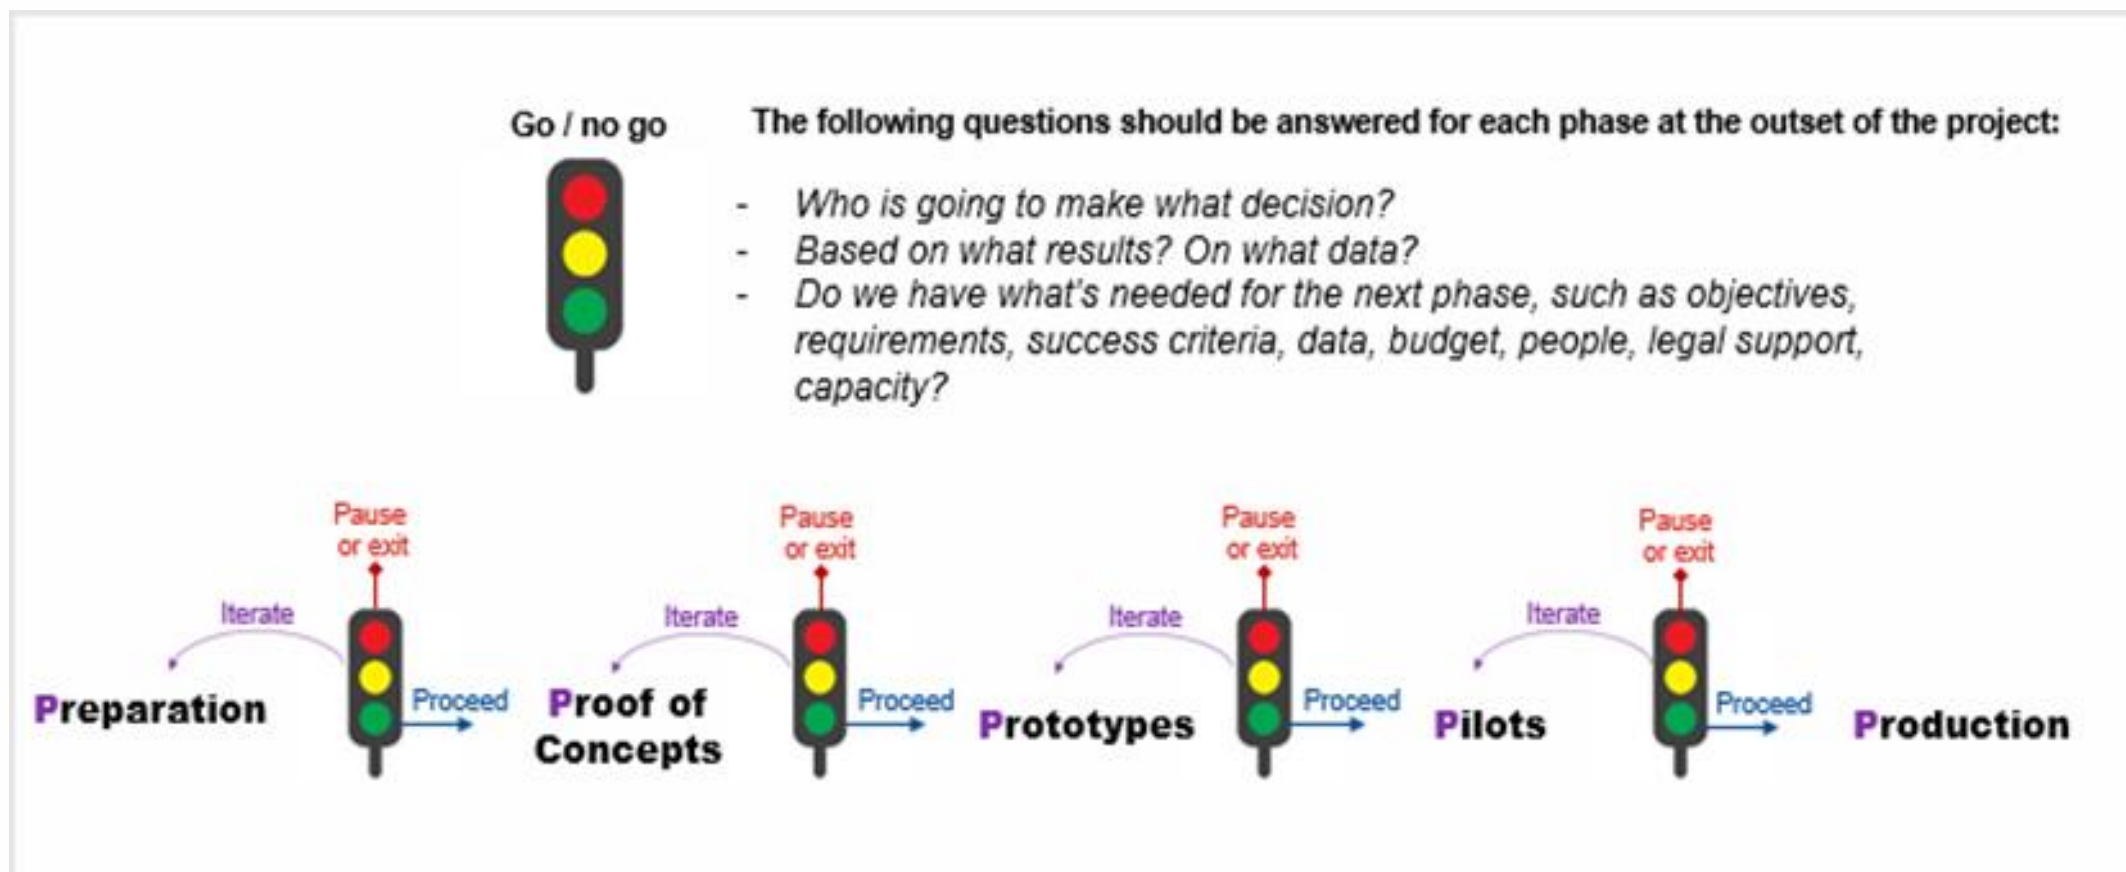 Go / no go
The following questions should be answered for each phase at the outset of the project:
- Who is going to make what decision?
- Based on what results? On what data?
- Do we have what's needed for the next phase, such as objectives,
requirements, success criteria, data, budget, people, legal support,
capacity?
Pause
or exit
Iterate
Preparation
Proceed
Pause
or exit
Iterate
Proof of
Concepts
Proceed
Pause
or exit
Iterate
Prototypes
Proceed
Pause
or exit
Iterate
Pilots
Proceed
Production